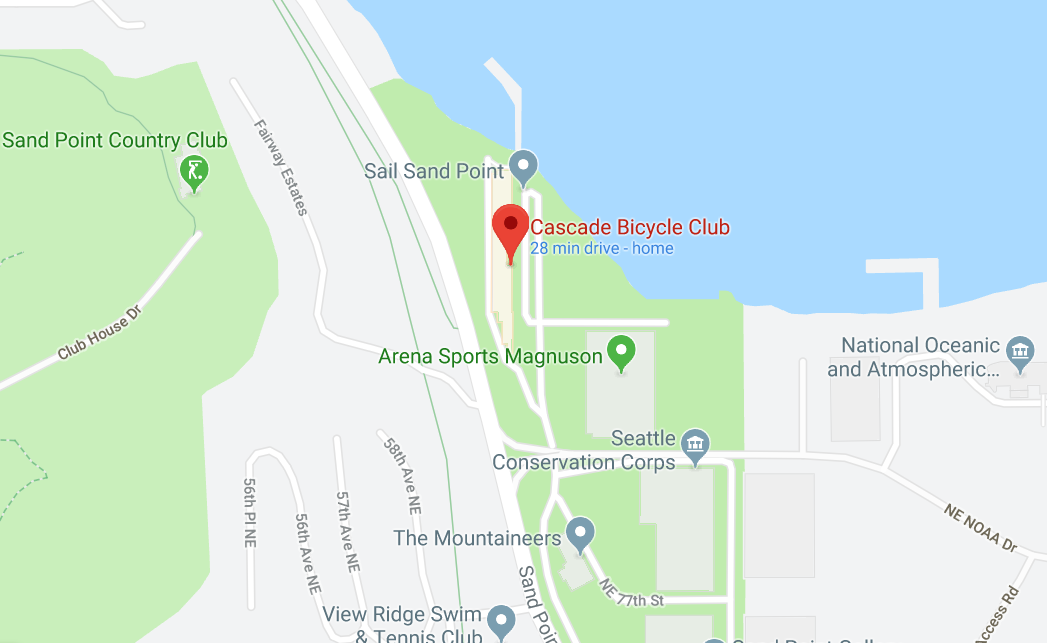 Sand Point Country Club
Fairway Estates
Sail Sand Point
Cascade Bicycle Club
28 min drive - home
Club House Dr
Arena Sports Magnuson
National Oceanic
and Atmospheric...
Seattle
Conservation Corps
58th Ave NE
56th Pl NE
56th Ave NE
57th Ave NE
NE NOAA Dr
The Mountaineers
NE 77th St
Sand Poin
Access Rd
View Ridge Swim
& Tennis Club
Sand Point